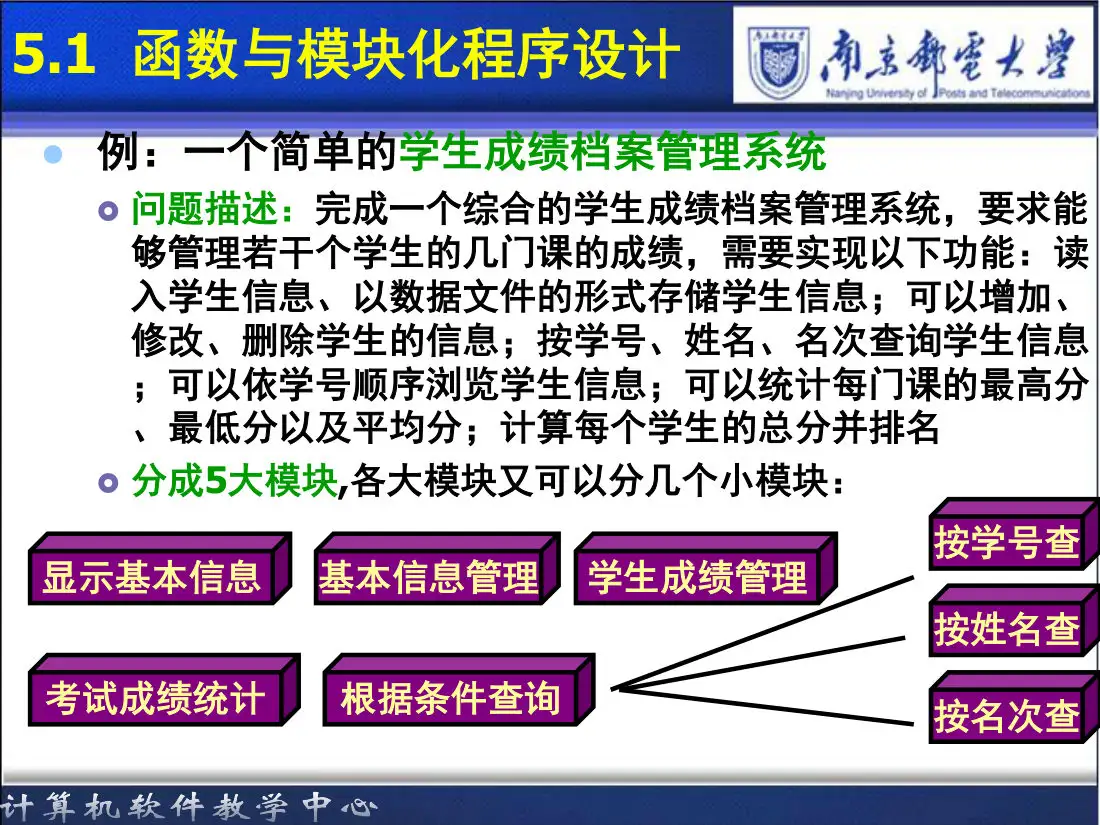 5.1 函数与模块化程序设计
南京邮电大学
Nanjing University of Posts and Telecommunications
例：一个简单的学生成绩档案管理系统
问题描述：完成一个综合的学生成绩档案管理系统，要求能
够管理若干个学生的几门课的成绩，需要实现以下功能：读
入学生信息、以数据文件的形式存储学生信息；可以增加、
修改、删除学生的信息；按学号、姓名、名次查询学生信息
；可以依学号顺序浏览学生信息；可以统计每门课的最高分
、最低分以及平均分；计算每个学生的总分并排名
分成5大模块,各大模块又可以分几个小模块：
显示基本信息
基本信息管理
学生成绩管理
按学号查
按姓名查
考试成绩统计
根据条件查询
按名次查
计算机软件教学中心